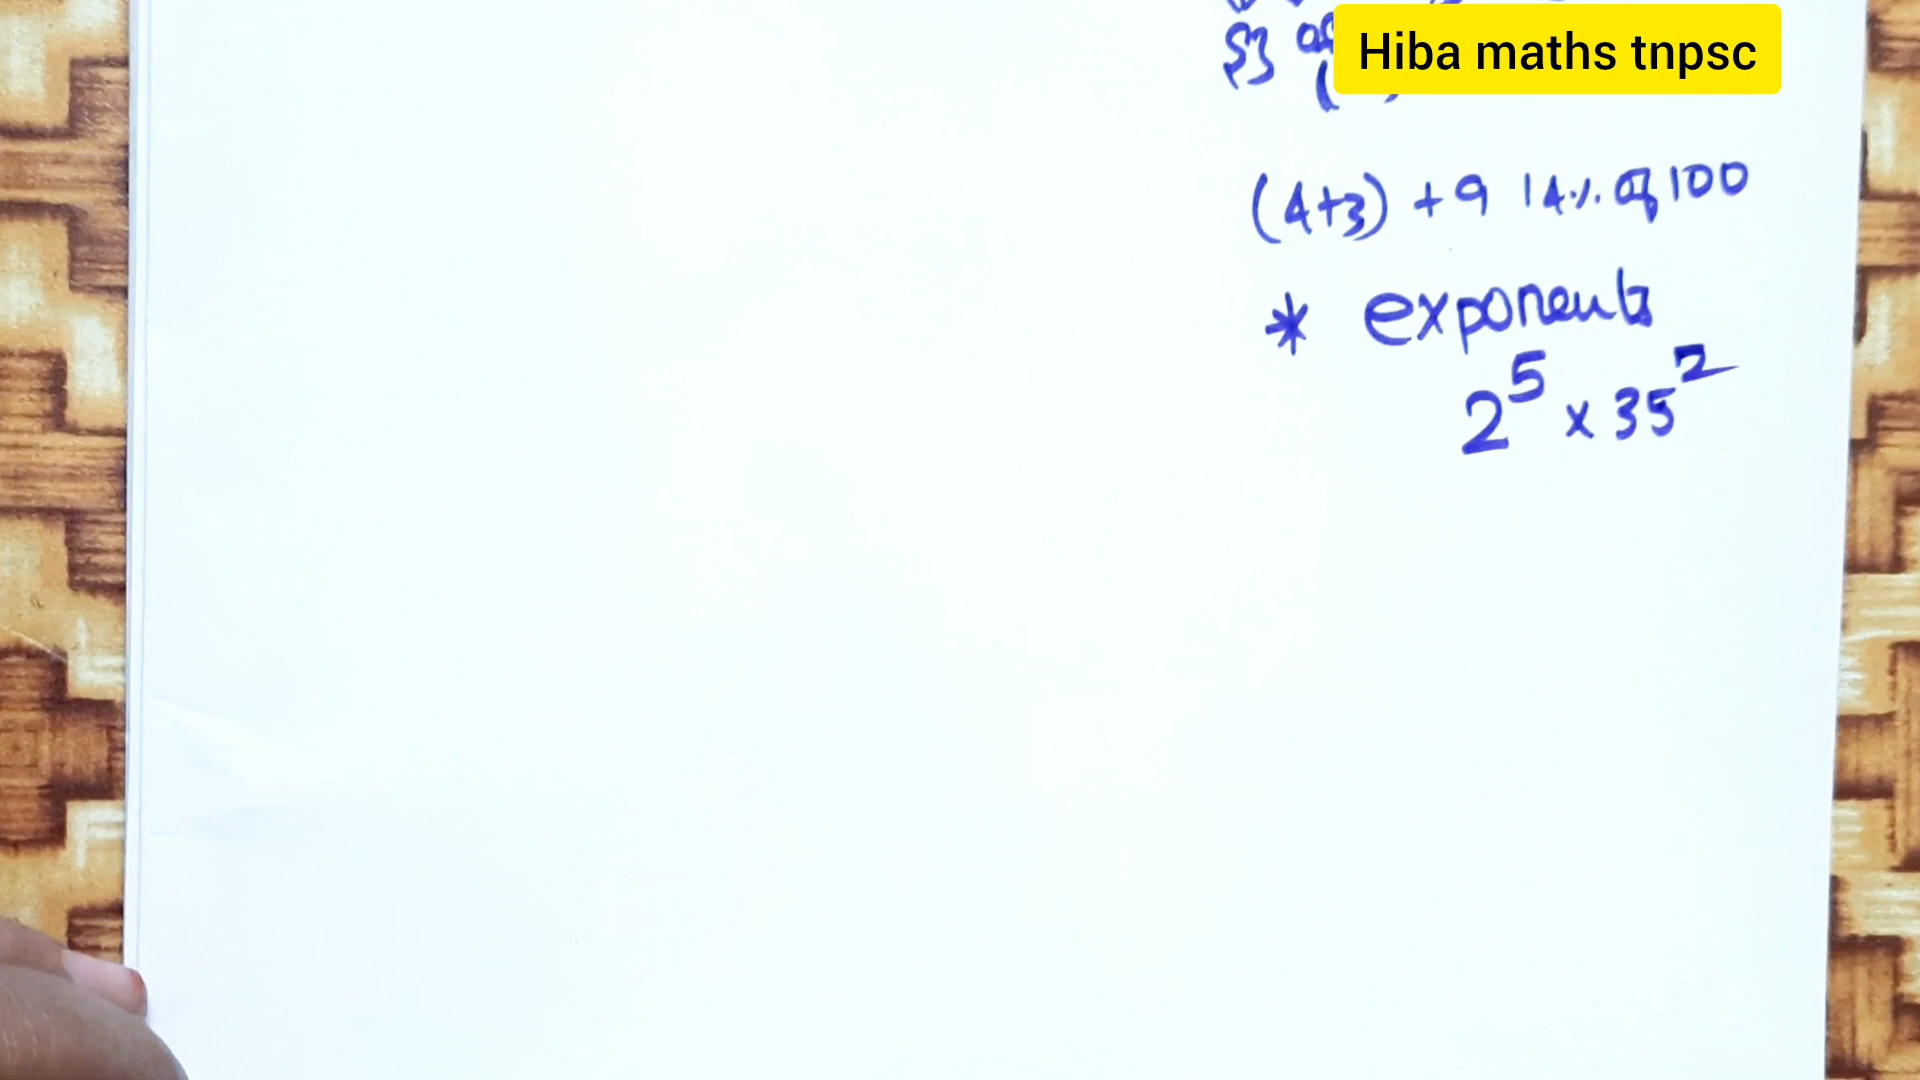 Hiba maths tnpsc
(4+3) + 9 14%. of 100
* exponents
2⁵ x 35²